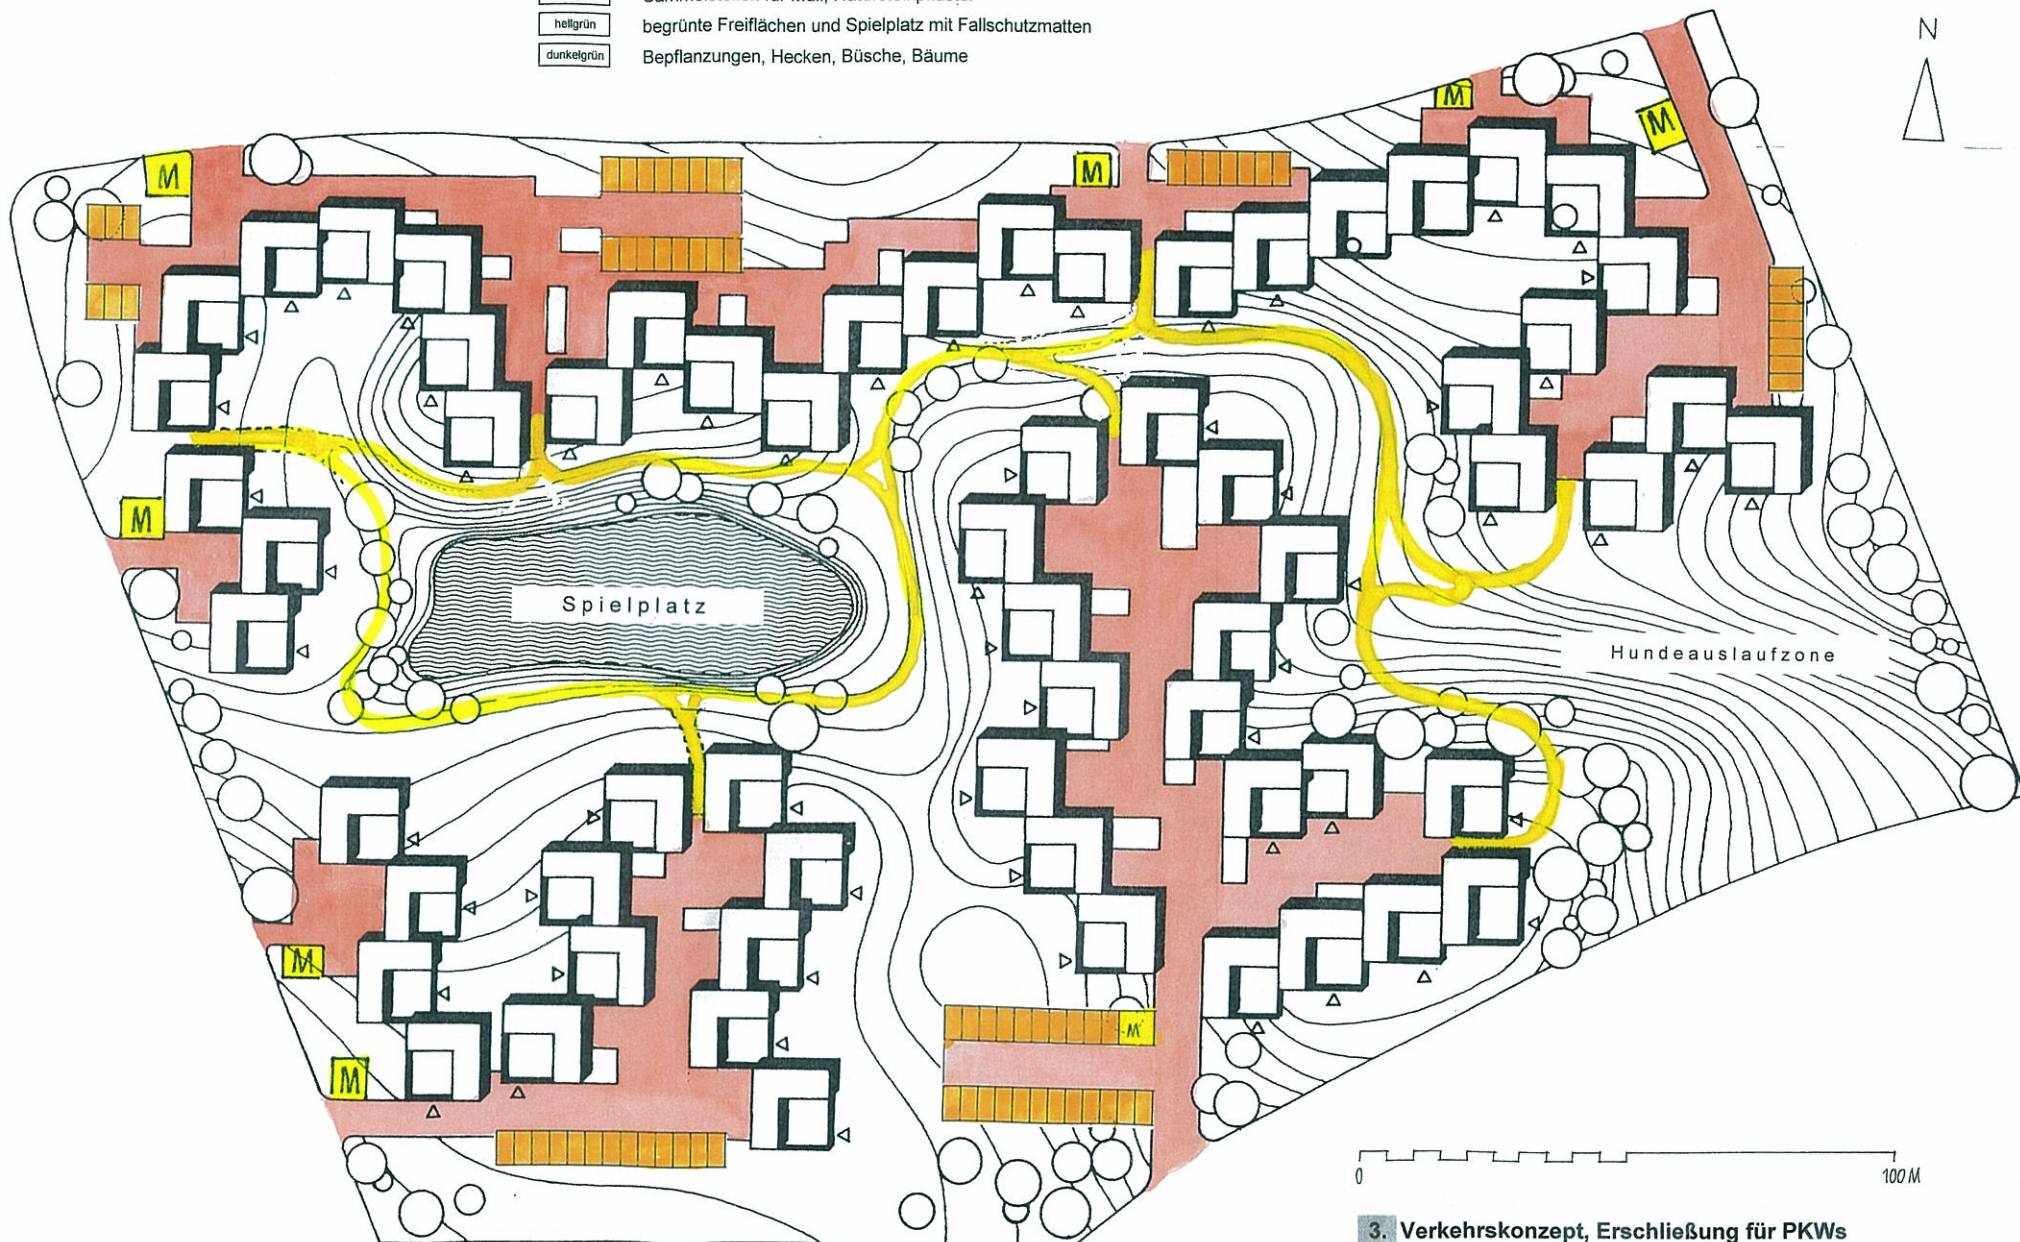 hellgrün
begrünte Freiflächen und Spielplatz mit Fallschutzmatten
dunkelgrün
Bepflanzungen, Hecken, Büsche, Bäume
N
M
M
M
M
M
Spielplatz
Hundeauslaufzone
M
M
M
0
100 M
3. Verkehrskonzept, Erschließung für PKWs